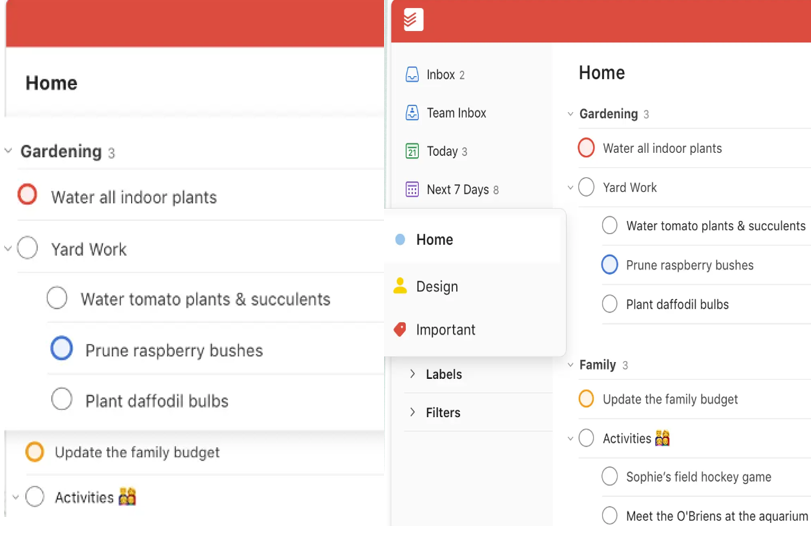 Home
Gardening 3
Water all indoor plants
Yard Work
Water tomato plants & succulents
Prune raspberry bushes
Plant daffodil bulbs
Update the family budget
Activities 👨‍👩‍👧‍👦
Inbox 2
Team Inbox
21 Today 3
Next 7 Days 8
Home
Design
Important
Labels
Filters
Home
Gardening 3
Water all indoor plants
Yard Work
Water tomato plants & succulents
Prune raspberry bushes
Plant daffodil bulbs
Family 3
Update the family budget
Activities 👨‍👩‍👧‍👦
Sophie's field hockey game
Meet the O'Briens at the aquarium